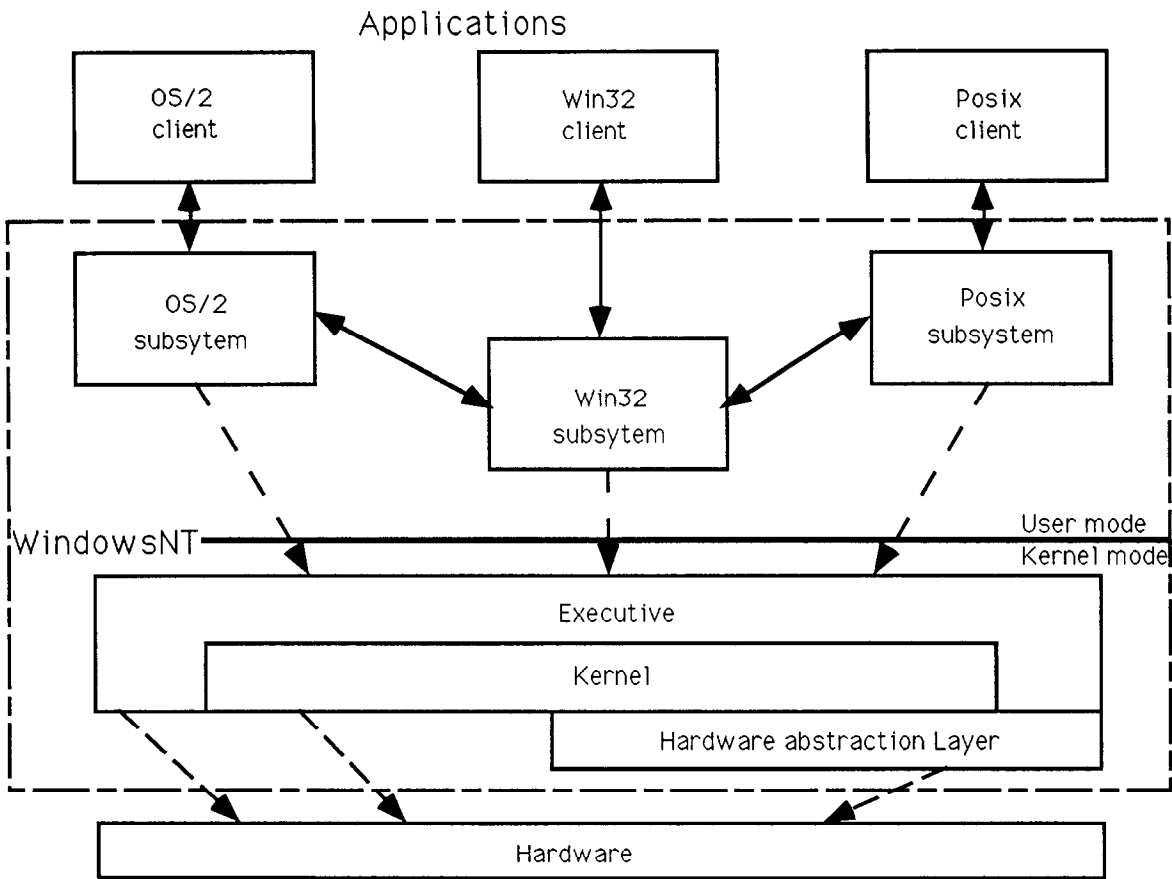 Applications
OS/2
client
Win32
client
Posix
client
OS/2
subsytem
Posix
subsystem
Win32
subsytem
User mode
WindowsNT
Kernel mode
Executive
Kernel
Hardware abstraction Layer
Hardware